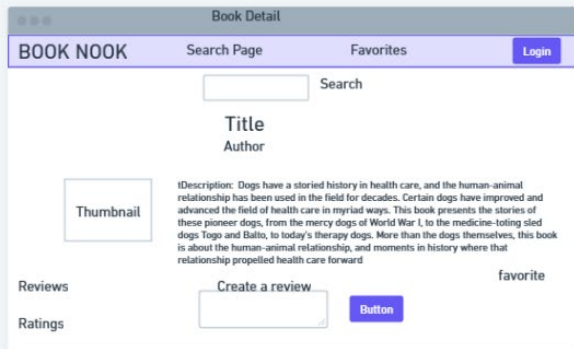 Book Detail
BOOK NOOK Search Page Favorites Login
Search
Title
Author
Thumbnail
tDescription: Dogs have a storied history in health care, and the human-animal
relationship has been used in the field for decades. Certain dogs have improved and
advanced the field of health care in myriad ways. This book presents the stories of
these pioneer dogs, from the mercy dogs of World War I, to the medicine-toting sled
dogs Togo and Balto, to today's therapy dogs. More than the dogs themselves, this book
is about the human-animal relationship, and moments in history where that
relationship propelled health care forward
favorite
Reviews
Create a review
Button
Ratings